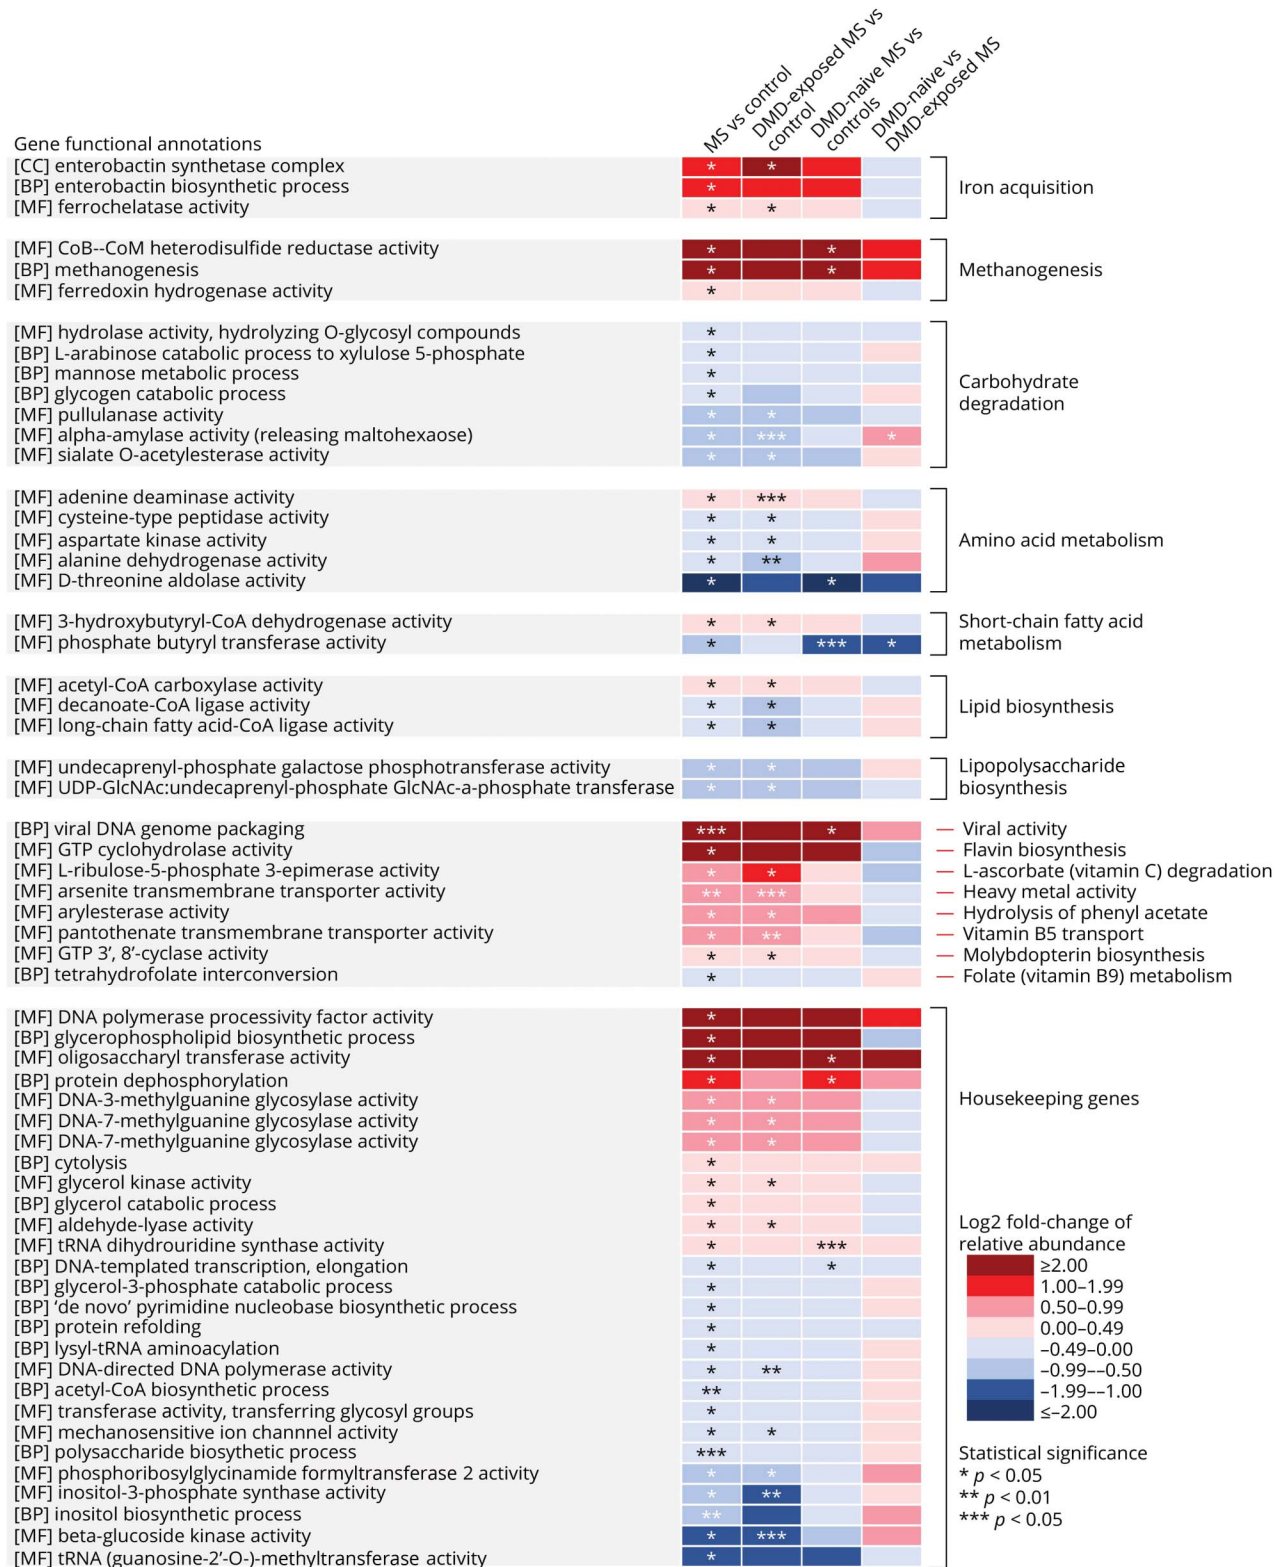 MS vs control
DMD-exposed MS vs
control
DMD-naive MS vs
controls
DMD-naive vs
DMD-exposed MS
Gene functional annotations
[CC] enterobactin synthetase complex * *
[BP] enterobactin biosynthetic process *
Iron acquisition
[MF] ferrochelatase activity * *
[MF] CoB--CoM heterodisulfide reductase activity * *
[BP] methanogenesis * *
Methanogenesis
[MF] ferredoxin hydrogenase activity *
[MF] hydrolase activity, hydrolyzing O-glycosyl compounds *
[BP] L-arabinose catabolic process to xylulose 5-phosphate *
[BP] mannose metabolic process *
Carbohydrate
degradation
[BP] glycogen catabolic process *
[MF] pullulanase activity * *
[MF] alpha-amylase activity (releasing maltohexaose) * *** *
[MF] sialate O-acetylesterase activity * *
[MF] adenine deaminase activity * ***
[MF] cysteine-type peptidase activity * *
[MF] aspartate kinase activity * *
Amino acid metabolism
[MF] alanine dehydrogenase activity * **
[MF] D-threonine aldolase activity * *
[MF] 3-hydroxybutyryl-CoA dehydrogenase activity * *
Short-chain fatty acid
metabolism
[MF] phosphate butyryl transferase activity * *** *
[MF] acetyl-CoA carboxylase activity * *
[MF] decanoate-CoA ligase activity * *
Lipid biosynthesis
[MF] long-chain fatty acid-CoA ligase activity * *
[MF] undecaprenyl-phosphate galactose phosphotransferase activity * *
Lipopolysaccharide
biosynthesis
[MF] UDP-GlcNAc:undecaprenyl-phosphate GlcNAc-a-phosphate transferase * *
[BP] viral DNA genome packaging *** * — Viral activity
[MF] GTP cyclohydrolase activity * — Flavin biosynthesis
[MF] L-ribulose-5-phosphate 3-epimerase activity * * — L-ascorbate (vitamin C) degradation
[MF] arsenite transmembrane transporter activity ** *** — Heavy metal activity
[MF] arylesterase activity * * — Hydrolysis of phenyl acetate
[MF] pantothenate transmembrane transporter activity * ** — Vitamin B5 transport
[MF] GTP 3’, 8’-cyclase activity * * — Molybdopterin biosynthesis
[BP] tetrahydrofolate interconversion * — Folate (vitamin B9) metabolism
[MF] DNA polymerase processivity factor activity *
[BP] glycerophospholipid biosynthetic process *
[MF] oligosaccharyl transferase activity * *
[BP] protein dephosphorylation * *
[MF] DNA-3-methylguanine glycosylase activity * *
Housekeeping genes
[MF] DNA-7-methylguanine glycosylase activity * *
[MF] DNA-7-methylguanine glycosylase activity * *
[BP] cytolysis *
[MF] glycerol kinase activity * *
[BP] glycerol catabolic process *
[MF] aldehyde-lyase activity * *
[MF] tRNA dihydrouridine synthase activity * ***
[BP] DNA-templated transcription, elongation * *
[BP] glycerol-3-phosphate catabolic process *
[BP] ‘de novo’ pyrimidine nucleobase biosynthetic process *
[BP] protein refolding *
[BP] lysyl-tRNA aminoacylation *
[MF] DNA-directed DNA polymerase activity * **
[BP] acetyl-CoA biosynthetic process **
[MF] transferase activity, transferring glycosyl groups *
[MF] mechanosensitive ion channnel activity * *
[BP] polysaccharide biosythetic process ***
[MF] phosphoribosylglycinamide formyltransferase 2 activity * *
[MF] inositol-3-phosphate synthase activity * **
[BP] inositol biosynthetic process **
[MF] beta-glucoside kinase activity * ***
[MF] tRNA (guanosine-2’-O-)-methyltransferase activity *
Log2 fold-change of
relative abundance
≥2.00
1.00–1.99
0.50–0.99
0.00–0.49
–0.49–0.00
–0.99––0.50
–1.99––1.00
≤–2.00
Statistical significance
* p < 0.05
** p < 0.01
*** p < 0.05